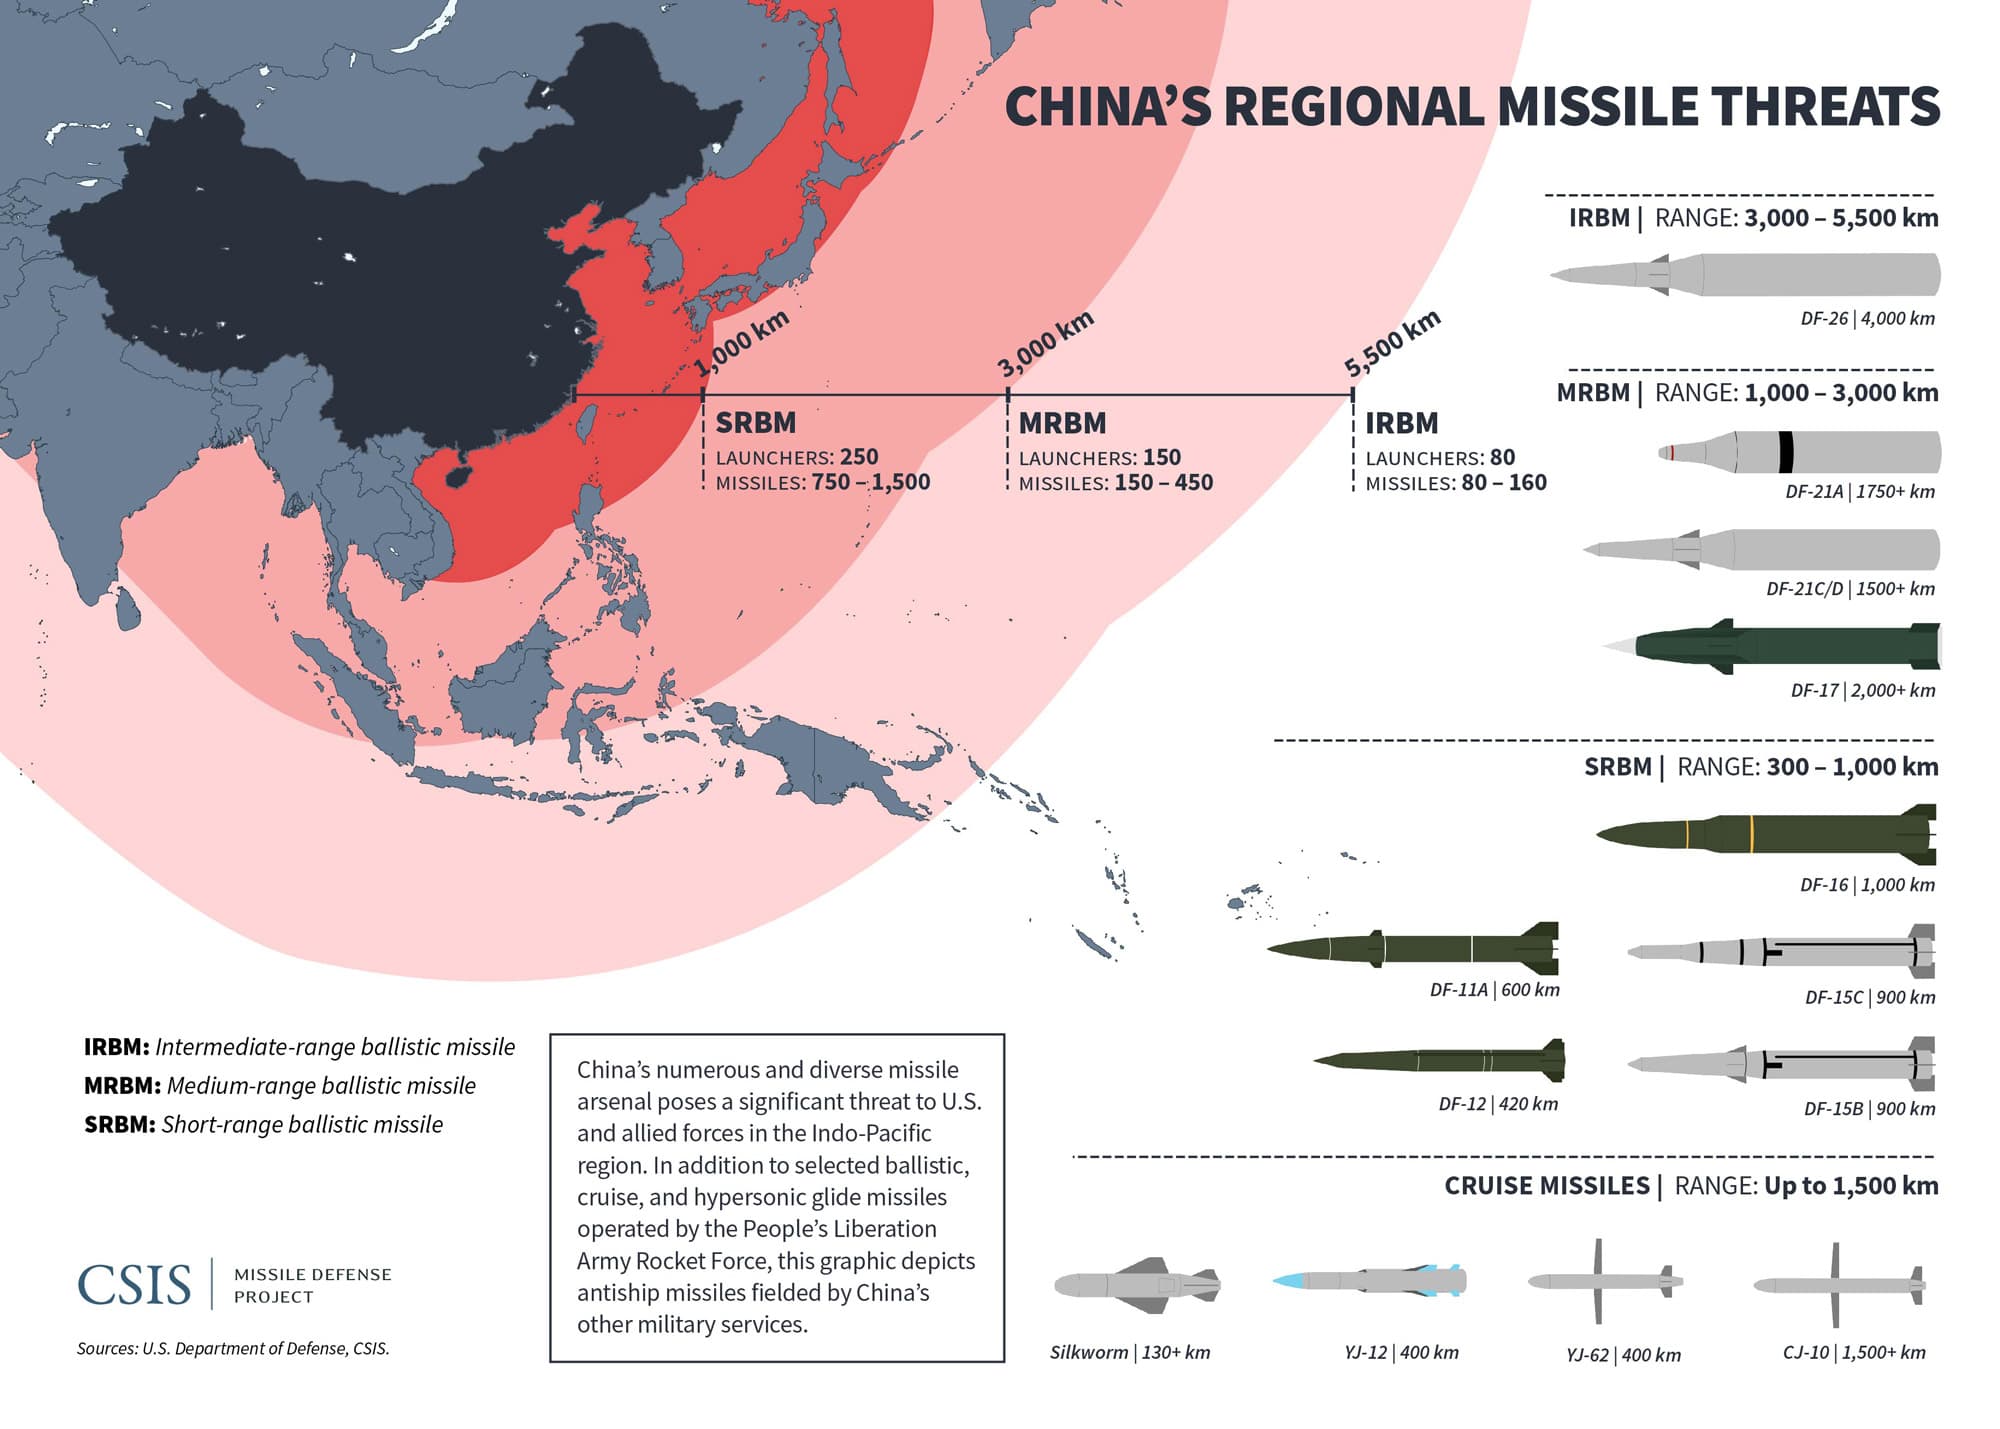 CHINA’S REGIONAL MISSILE THREATS
1,000 km
3,000 km
5,500 km
SRBM
LAUNCHERS: 250
MISSILES: 750 – 1,500
MRBM
LAUNCHERS: 150
MISSILES: 150 – 450
IRBM
LAUNCHERS: 80
MISSILES: 80 – 160
IRBM | RANGE: 3,000 – 5,500 km
DF-26 | 4,000 km
MRBM | RANGE: 1,000 – 3,000 km
DF-21A | 1750+ km
DF-21C/D | 1500+ km
DF-17 | 2,000+ km
SRBM | RANGE: 300 – 1,000 km
DF-16 | 1,000 km
DF-11A | 600 km
DF-15C | 900 km
DF-12 | 420 km
DF-15B | 900 km
CRUISE MISSILES | RANGE: Up to 1,500 km
Silkworm | 130+ km
YJ-12 | 400 km
YJ-62 | 400 km
CJ-10 | 1,500+ km
IRBM: Intermediate-range ballistic missile
MRBM: Medium-range ballistic missile
SRBM: Short-range ballistic missile
China’s numerous and diverse missile
arsenal poses a significant threat to U.S.
and allied forces in the Indo-Pacific
region. In addition to selected ballistic,
cruise, and hypersonic glide missiles
operated by the People’s Liberation
Army Rocket Force, this graphic depicts
antiship missiles fielded by China’s
other military services.
CSIS | MISSILE DEFENSE
PROJECT
Sources: U.S. Department of Defense, CSIS.